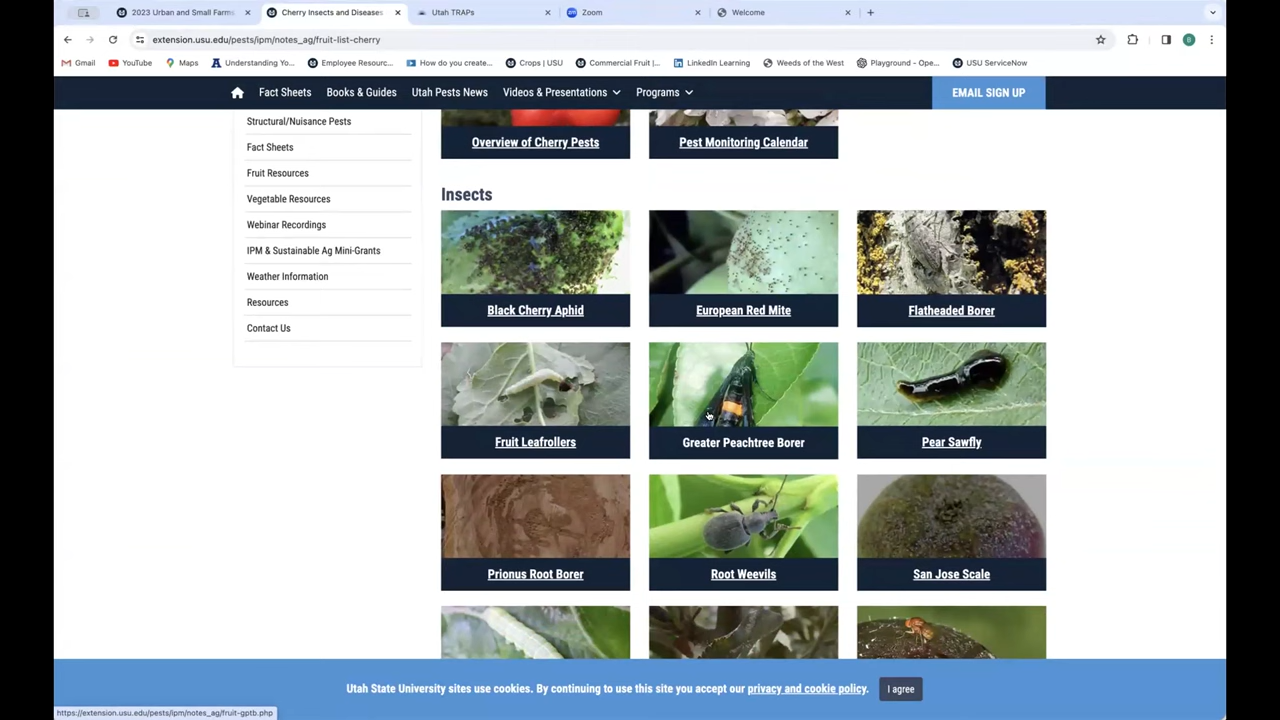 2023 Urban and Small Farms
Cherry Insects and Diseases
Utah TRAPs
Zoom
Welcome
extension.usu.edu/pests/ipm/notes_ag/fruit-list-cherry
Gmail
YouTube
Maps
Understanding Yo...
Employee Resourc...
How do you create...
Crops | USU
Commercial Fruit |...
LinkedIn Learning
Weeds of the West
Playground - Ope...
USU ServiceNow
Fact Sheets
Books & Guides
Utah Pests News
Videos & Presentations
Programs
EMAIL SIGN UP
Structural/Nuisance Pests
Fact Sheets
Fruit Resources
Vegetable Resources
Webinar Recordings
IPM & Sustainable Ag Mini-Grants
Weather Information
Resources
Contact Us
Overview of Cherry Pests
Pest Monitoring Calendar
Insects
Black Cherry Aphid
European Red Mite
Flatheaded Borer
Fruit Leafrollers
Greater Peachtree Borer
Pear Sawfly
Prionus Root Borer
Root Weevils
San Jose Scale
Utah State University sites use cookies. By continuing to use this site you accept our privacy and cookie policy.
I agree
https://extension.usu.edu/pests/ipm/notes_ag/fruit-gptb.php